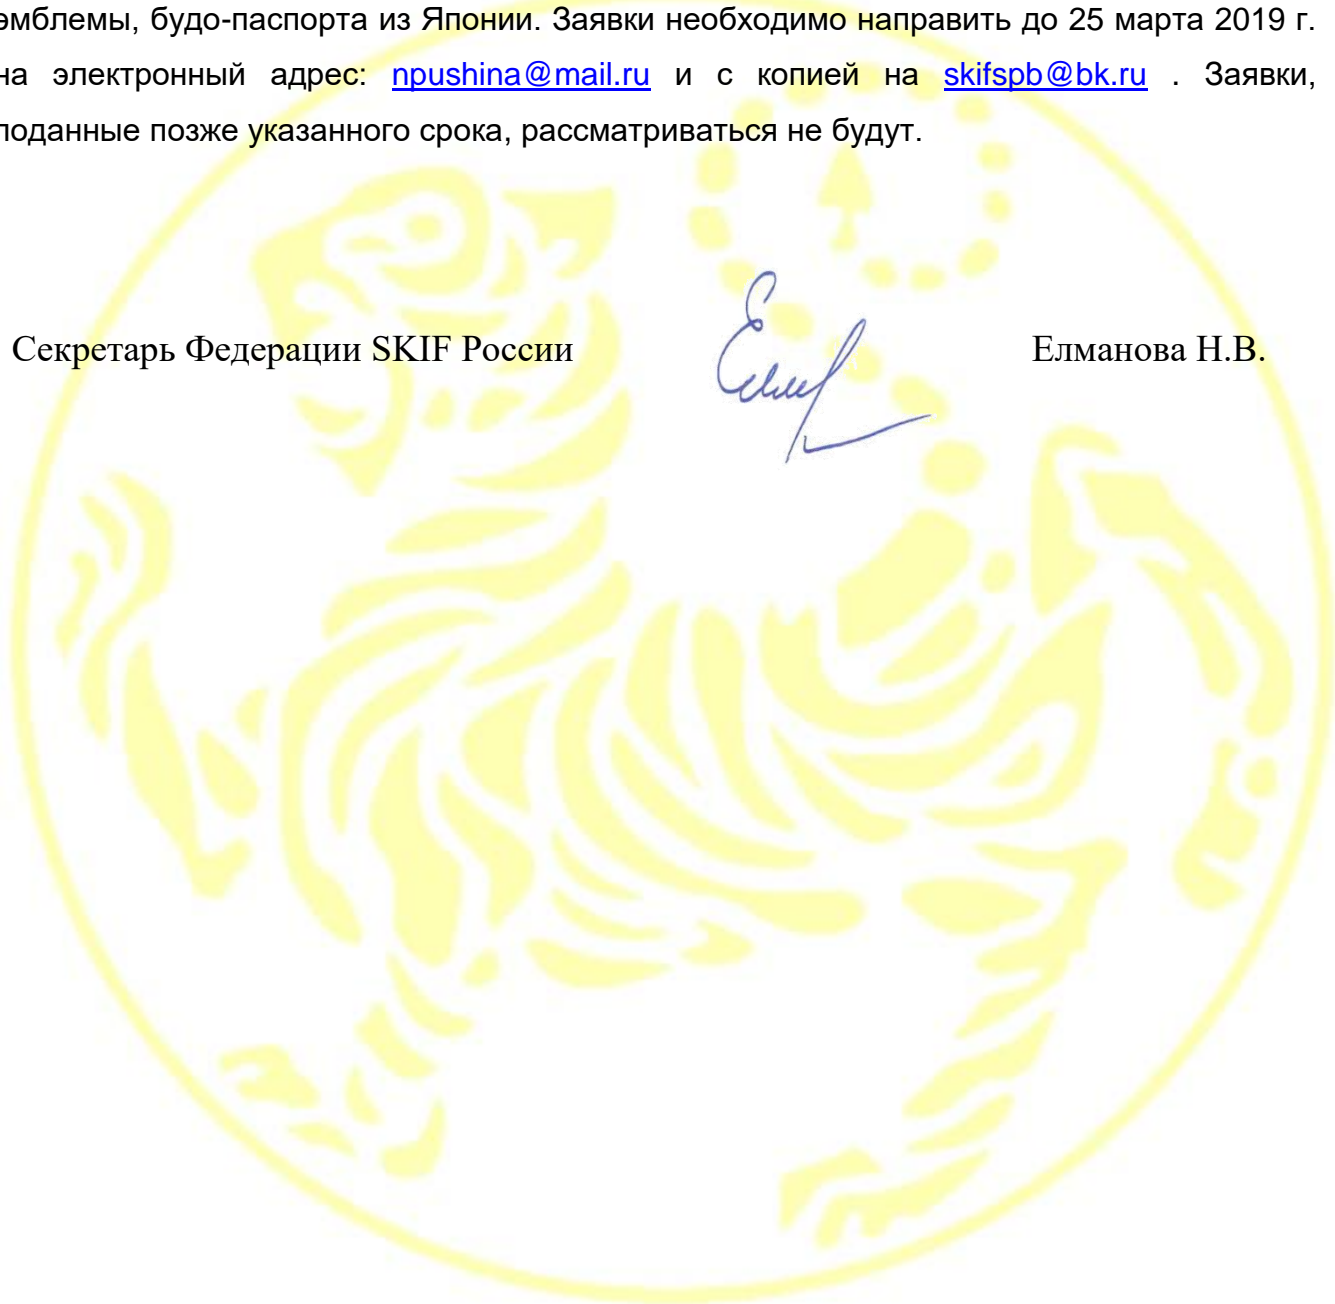 эмблемы, будо-паспорта из Японии. Заявки необходимо направить до 25 марта 2019 г.
на электронный адрес: npushina@mail.ru и с копией на skifspb@bk.ru . Заявки,
поданные позже указанного срока, рассматриваться не будут.
Секретарь Федерации SKIF России Елманова Н.В.